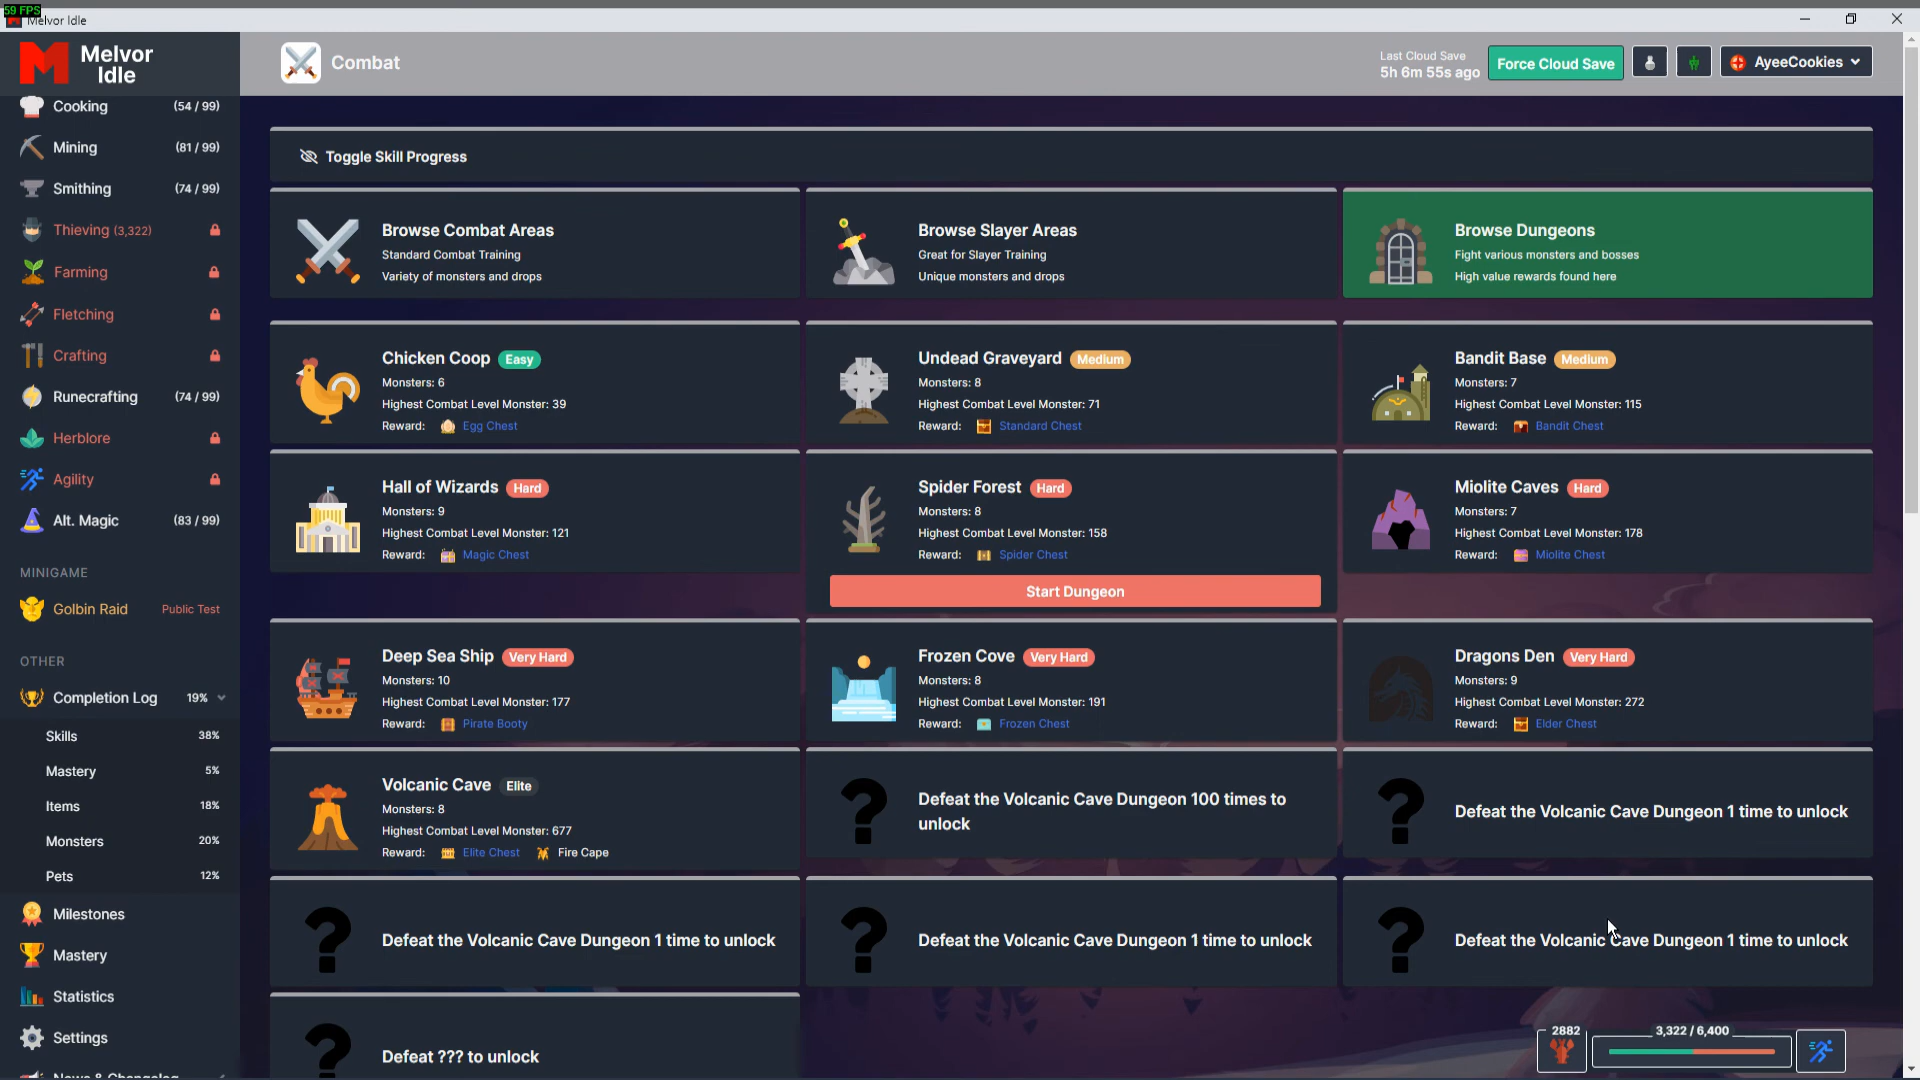 59 FPS
Melvor Idle
Melvor
Idle
Combat
Last Cloud Save
5h 6m 55s ago
Force Cloud Save
AyeeCookies
Cooking (54 / 99)
Mining (81 / 99)
Smithing (74 / 99)
Thieving (3,322)
Farming
Fletching
Crafting
Runecrafting (74 / 99)
Herblore
Agility
Alt. Magic (83 / 99)
MINIGAME
Golbin Raid Public Test
OTHER
Completion Log 19%
Skills 38%
Mastery 5%
Items 18%
Monsters 20%
Pets 12%
Milestones
Mastery
Statistics
Settings
News & Changelog
Toggle Skill Progress
Browse Combat Areas
Standard Combat Training
Variety of monsters and drops
Browse Slayer Areas
Great for Slayer Training
Unique monsters and drops
Browse Dungeons
Fight various monsters and bosses
High value rewards found here
Chicken Coop Easy
Monsters: 6
Highest Combat Level Monster: 39
Reward: Egg Chest
Undead Graveyard Medium
Monsters: 8
Highest Combat Level Monster: 71
Reward: Standard Chest
Bandit Base Medium
Monsters: 7
Highest Combat Level Monster: 115
Reward: Bandit Chest
Hall of Wizards Hard
Monsters: 9
Highest Combat Level Monster: 121
Reward: Magic Chest
Spider Forest Hard
Monsters: 8
Highest Combat Level Monster: 158
Reward: Spider Chest
Start Dungeon
Miolite Caves Hard
Monsters: 7
Highest Combat Level Monster: 178
Reward: Miolite Chest
Deep Sea Ship Very Hard
Monsters: 10
Highest Combat Level Monster: 177
Reward: Pirate Booty
Frozen Cove Very Hard
Monsters: 8
Highest Combat Level Monster: 191
Reward: Frozen Chest
Dragons Den Very Hard
Monsters: 9
Highest Combat Level Monster: 272
Reward: Elder Chest
Volcanic Cave Elite
Monsters: 8
Highest Combat Level Monster: 677
Reward: Elite Chest Fire Cape
Defeat the Volcanic Cave Dungeon 100 times to
unlock
Defeat the Volcanic Cave Dungeon 1 time to unlock
Defeat the Volcanic Cave Dungeon 1 time to unlock
Defeat the Volcanic Cave Dungeon 1 time to unlock
Defeat the Volcanic Cave Dungeon 1 time to unlock
Defeat ??? to unlock
2882
3,322 / 6,400